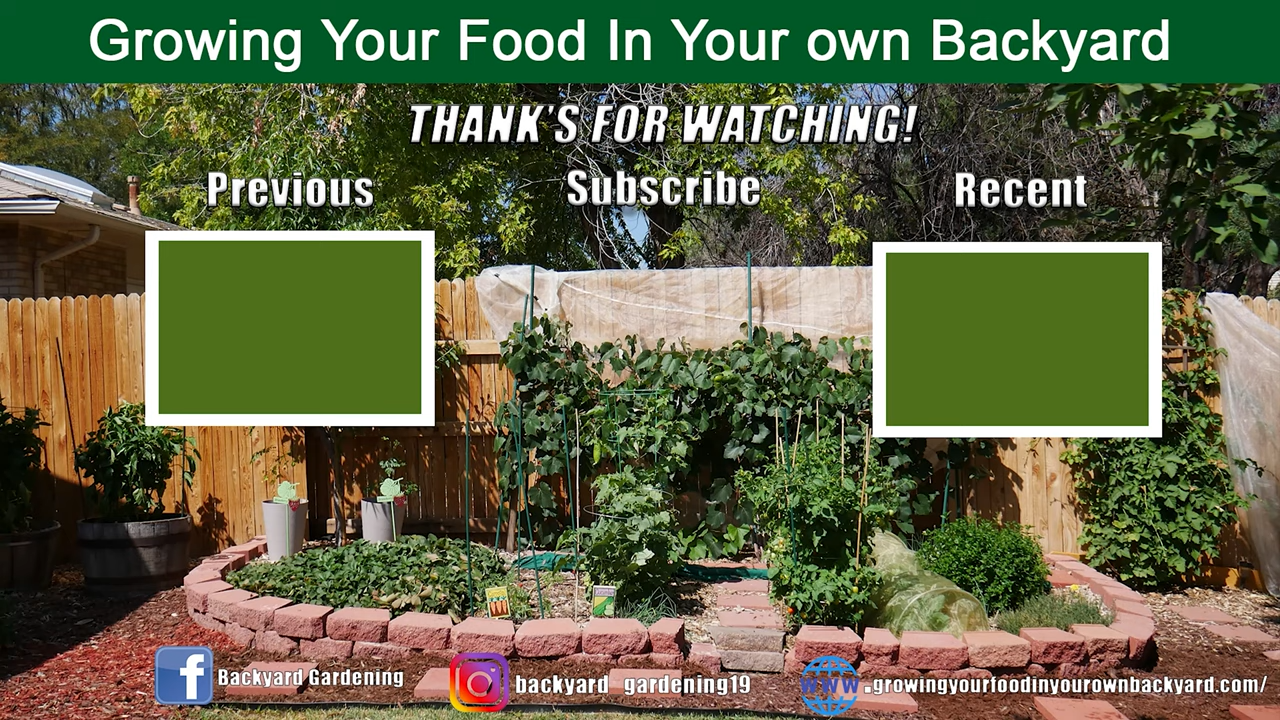 Growing Your Food In Your own Backyard
THANK'S FOR WATCHING!
Previous
Subscribe
Recent
f Backyard Gardening
backyard gardening19
www.growingyourfoodinyourownbackyard.com/